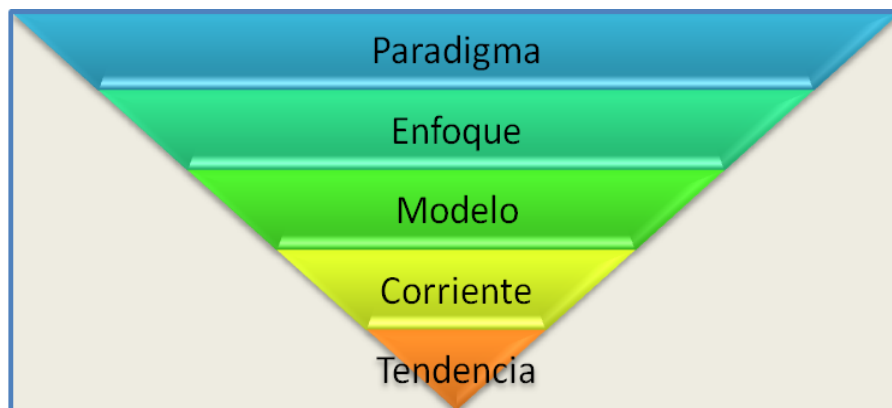 Paradigma
Enfoque
Modelo
Corriente
Tendencia